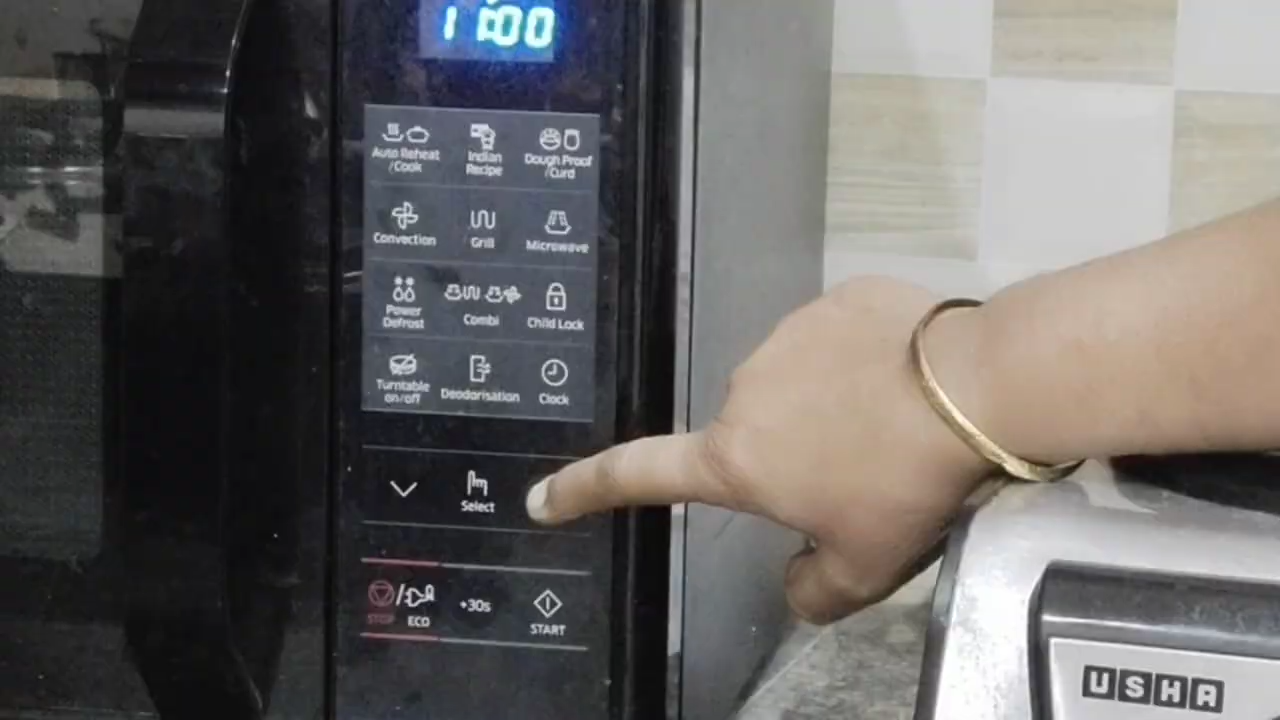 11:00
Auto Reheat
/Cook
Indian
Recipe
Dough Proof
/Curd
Convection
Grill
Microwave
Power
Defrost
Combi
Child Lock
Turntable
on/off
Deodorisation
Clock
Select
STOP
/
ECO
+30s
START
USHA